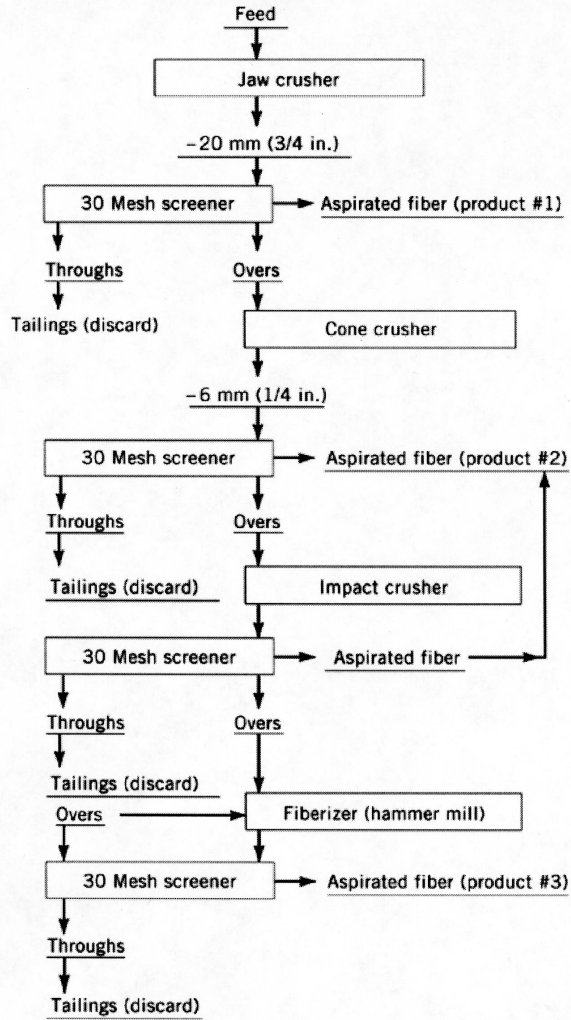 Feed
Jaw crusher
−20 mm (3/4 in.)
30 Mesh screener
Aspirated fiber (product #1)
Throughs
Overs
Tailings (discard)
Cone crusher
−6 mm (1/4 in.)
30 Mesh screener
Aspirated fiber (product #2)
Throughs
Overs
Tailings (discard)
Impact crusher
30 Mesh screener
Aspirated fiber
Throughs
Overs
Tailings (discard)
Overs
Fiberizer (hammer mill)
30 Mesh screener
Aspirated fiber (product #3)
Throughs
Tailings (discard)